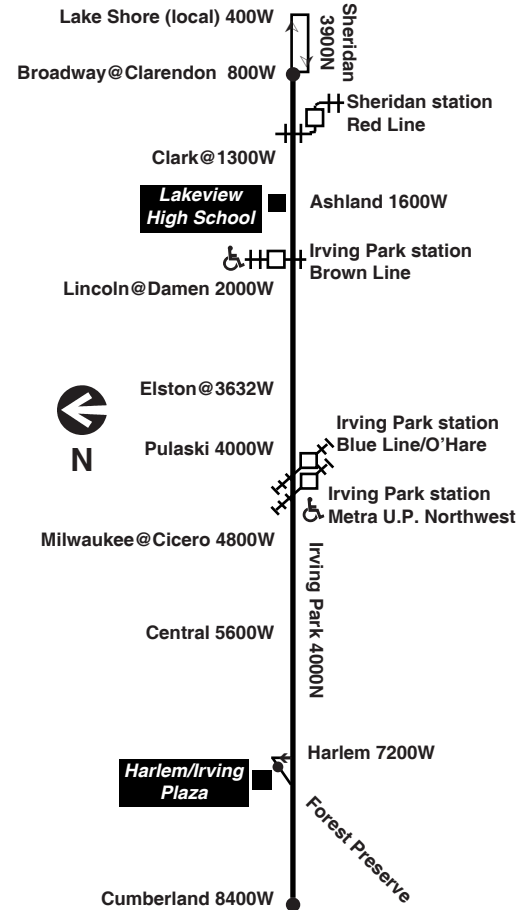 Lake Shore (local) 400W
Sheridan
3900N
Broadway@Clarendon 800W
Sheridan station
Red Line
Clark@1300W
Lakeview
High School
Ashland 1600W
Irving Park station
Brown Line
Lincoln@Damen 2000W
Elston@3632W
N
Irving Park station
Blue Line/O'Hare
Pulaski 4000W
Irving Park station
Metra U.P. Northwest
Milwaukee@Cicero 4800W
Irving Park 4000N
Central 5600W
Harlem 7200W
Harlem/Irving
Plaza
Forest Preserve
Cumberland 8400W